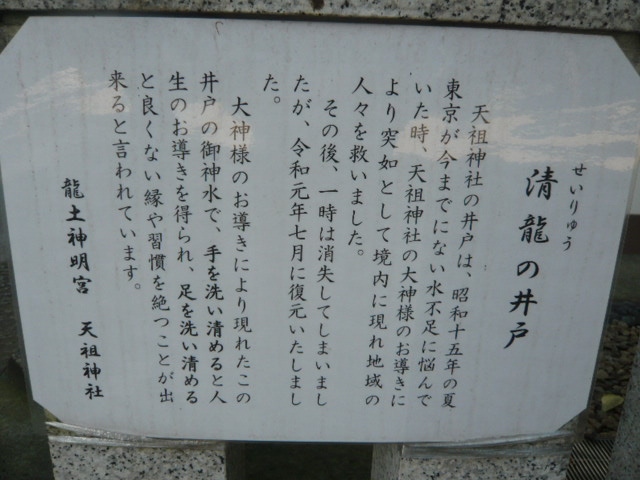 せいりゅう
清龍の井戸
天祖神社の井戸は、昭和十五年の夏
東京が今までにない水不足に悩んで
いた時、天祖神社の大神様のお導きに
より突如として境内に現れ地域の
人々を救いました。
その後、一時は消失してしまいまし
たが、令和元年七月に復元いたしまし
た。
大神様のお導きにより現れたこの
井戸の御神水で、手を洗い清めると人
生のお導きを得られ、足を洗い清める
と良くない縁や習慣を絶つことが出
来ると言われています。
龍土神明宮 天祖神社